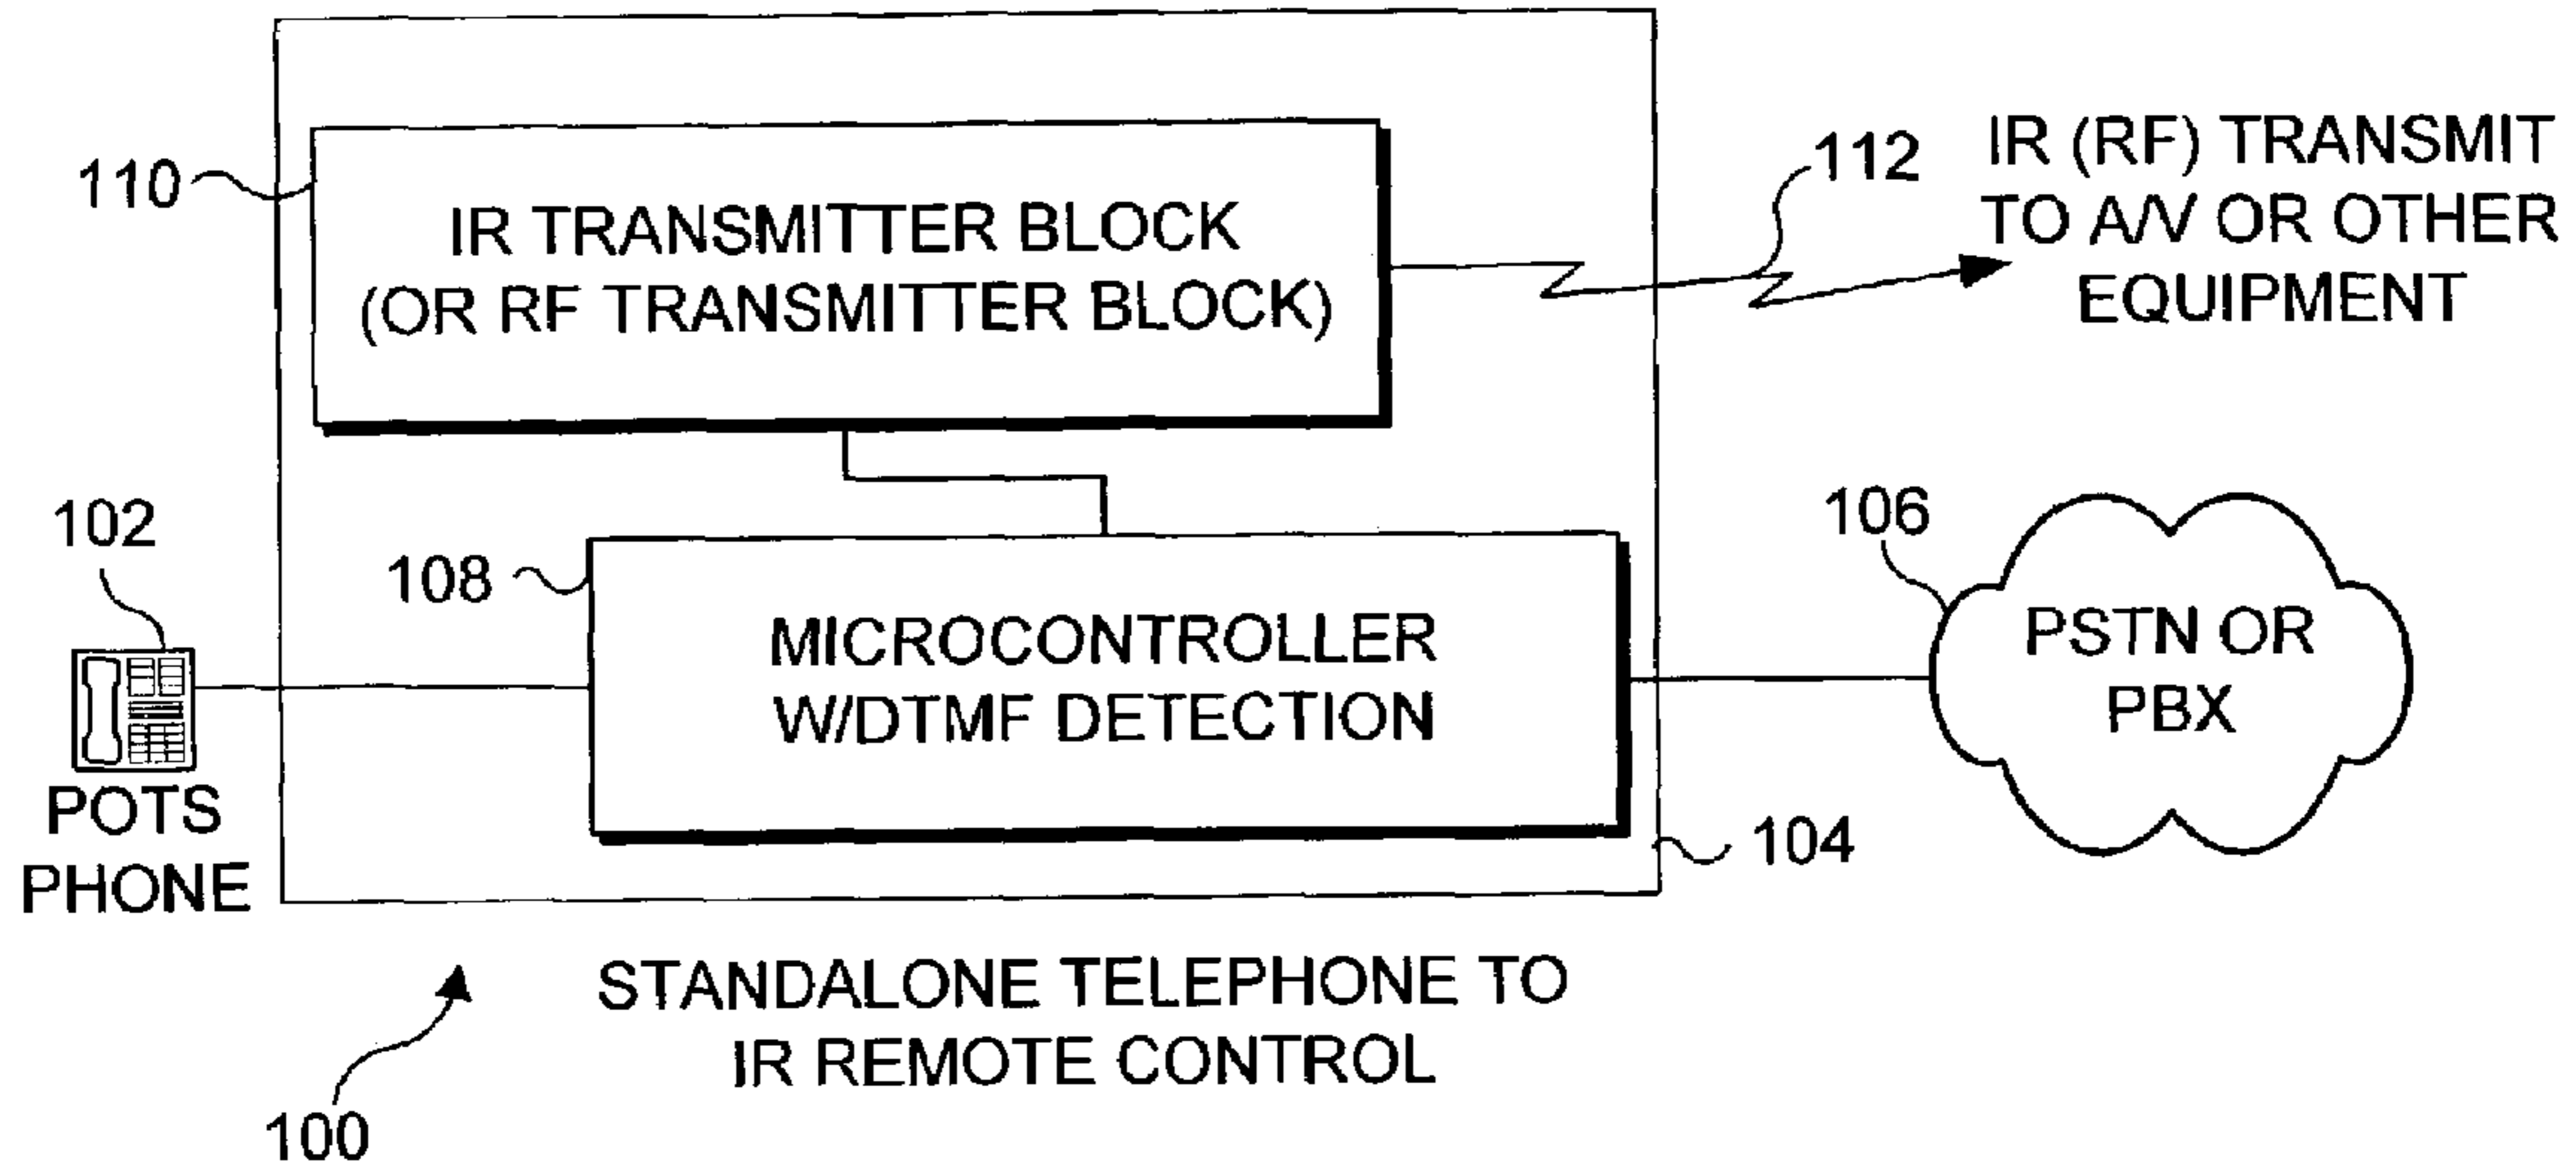 110
IR TRANSMITTER BLOCK
(OR RF TRANSMITTER BLOCK)
112
IR (RF) TRANSMIT
TO A/V OR OTHER
EQUIPMENT
102
POTS
PHONE
108
MICROCONTROLLER
W/DTMF DETECTION
106
PSTN OR
PBX
104
STANDALONE TELEPHONE TO
IR REMOTE CONTROL
100